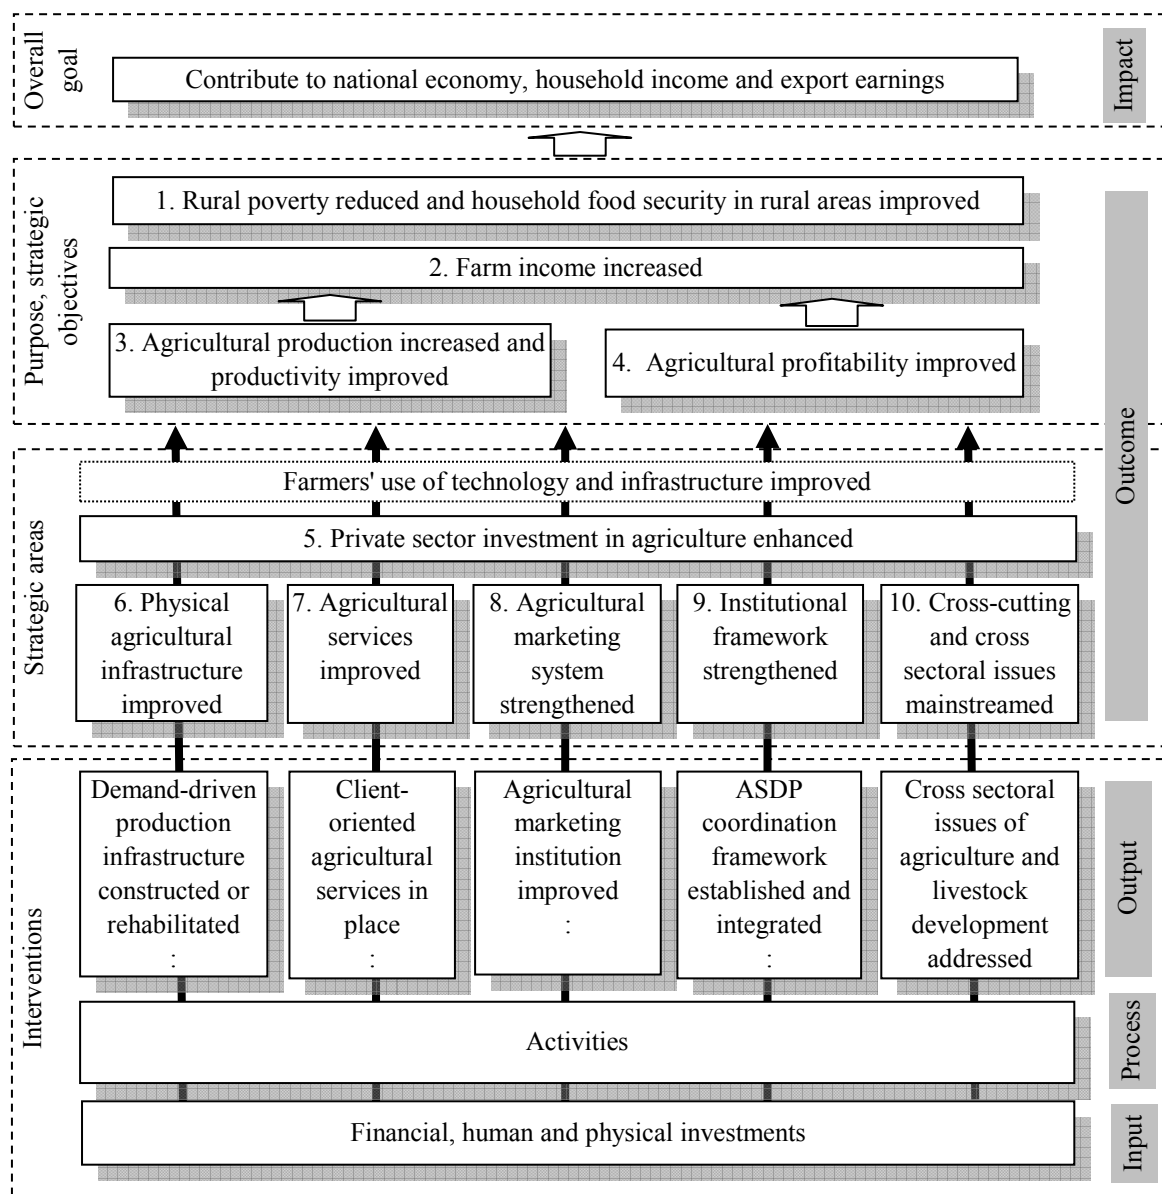 Overall
goal
Contribute to national economy, household income and export earnings
Impact
Purpose, strategic
objectives
1. Rural poverty reduced and household food security in rural areas improved
2. Farm income increased
3. Agricultural production increased and
productivity improved
4. Agricultural profitability improved
Outcome
Strategic areas
Farmers' use of technology and infrastructure improved
5. Private sector investment in agriculture enhanced
6. Physical
agricultural
infrastructure
improved
7. Agricultural
services
improved
8. Agricultural
marketing
system
strengthened
9. Institutional
framework
strengthened
10. Cross-cutting
and cross
sectoral issues
mainstreamed
Interventions
Demand-driven
production
infrastructure
constructed or
rehabilitated
:
Client-
oriented
agricultural
services in
place
:
Agricultural
marketing
institution
improved
:
ASDP
coordination
framework
established and
integrated
:
Cross sectoral
issues of
agriculture and
livestock
development
addressed
Output
Activities
Process
Financial, human and physical investments
Input